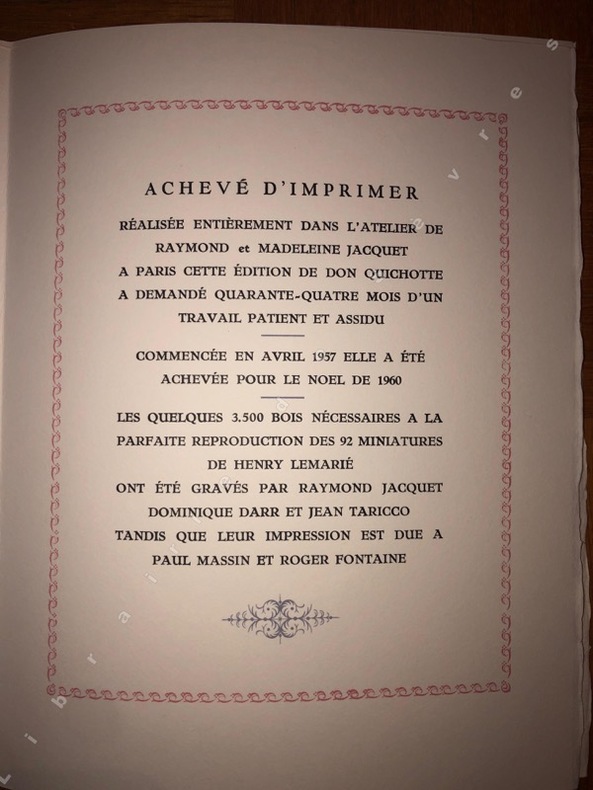 ACHEVÉ D'IMPRIMER
RÉALISÉE ENTIÈREMENT DANS L'ATELIER DE
RAYMOND et MADELEINE JACQUET
A PARIS CETTE ÉDITION DE DON QUICHOTTE
A DEMANDÉ QUARANTE-QUATRE MOIS D'UN
TRAVAIL PATIENT ET ASSIDU
COMMENCÉE EN AVRIL 1957 ELLE A ÉTÉ
ACHEVÉE POUR LE NOEL DE 1960
LES QUELQUES 3.500 BOIS NÉCESSAIRES A LA
PARFAITE REPRODUCTION DES 92 MINIATURES
DE HENRY LEMARIÉ
ONT ÉTÉ GRAVÉS PAR RAYMOND JACQUET
DOMINIQUE DARR ET JEAN TARICCO
TANDIS QUE LEUR IMPRESSION EST DUE A
PAUL MASSIN ET ROGER FONTAINE